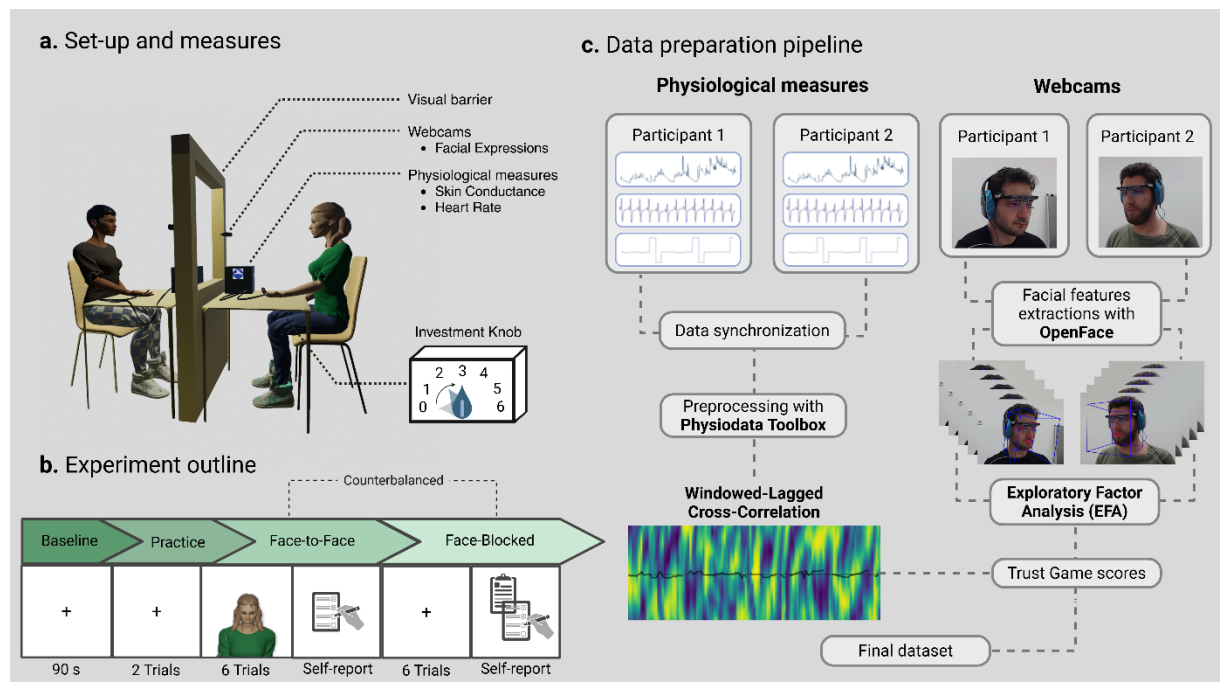 a. Set-up and measures
Visual barrier
Webcams
• Facial Expressions
Physiological measures
• Skin Conductance
• Heart Rate
Investment Knob
0 1 2 3 4 5 6
b. Experiment outline
Counterbalanced
Baseline
Practice
Face-to-Face
Face-Blocked
+
+
+
90 s
2 Trials
6 Trials
Self-report
6 Trials
Self-report
c. Data preparation pipeline
Physiological measures
Participant 1
Participant 2
Data synchronization
Preprocessing with
Physiodata Toolbox
Windowed-Lagged
Cross-Correlation
Webcams
Participant 1
Participant 2
Facial features
extractions with
OpenFace
Exploratory Factor
Analysis (EFA)
Trust Game scores
Final dataset